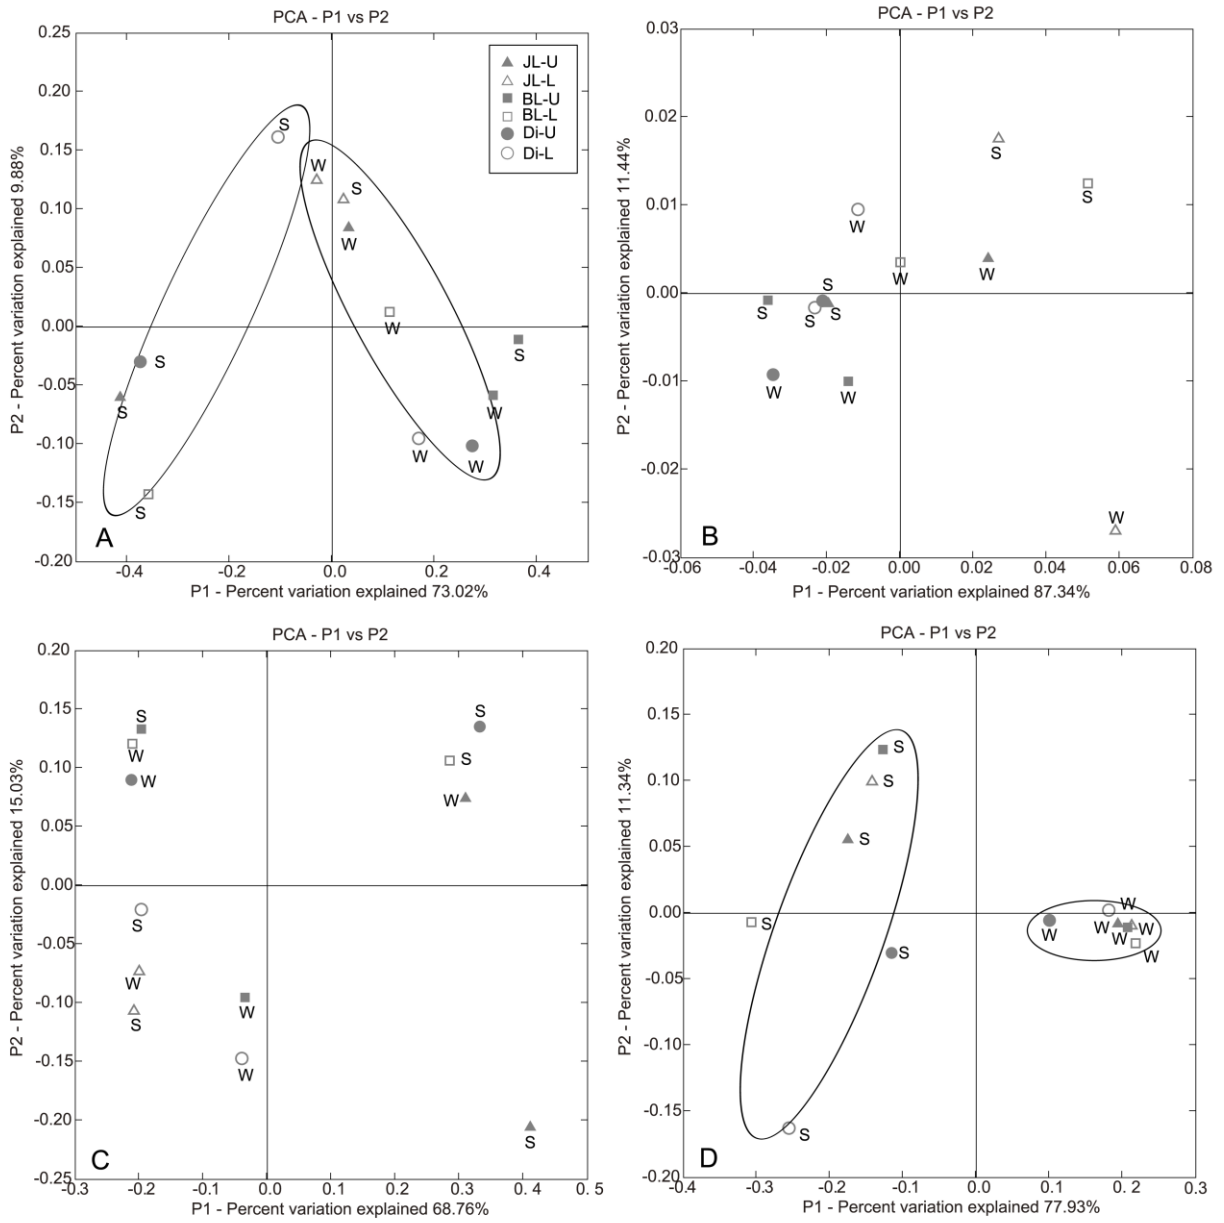 PCA - P1 vs P2
0.25
0.20
0.15
0.10
0.05
0.00
-0.05
-0.10
-0.15
-0.20
P2 - Percent variation explained 9.88%
JL-U
JL-L
BL-U
BL-L
Di-U
Di-L
S
W
S
W
W
S
S
S
W
W
W
S
A
-0.4
-0.2
0.0
0.2
0.4
P1 - Percent variation explained 73.02%
PCA - P1 vs P2
0.03
0.02
0.01
0.00
-0.01
-0.02
-0.03
P2 - Percent variation explained 11.44%
S
S
W
W
W
S
S
S
S
W
W
W
B
-0.06
-0.04
-0.02
0.00
0.02
0.04
0.06
0.08
P1 - Percent variation explained 87.34%
PCA - P1 vs P2
0.20
0.15
0.10
0.05
0.00
-0.05
-0.10
-0.15
-0.20
-0.25
P2 - Percent variation explained 15.03%
S
S
W
S
W
W
S
W
S
W
W
S
C
-0.3
-0.2
-0.1
0.0
0.1
0.2
0.3
0.4
0.5
P1 - Percent variation explained 68.76%
PCA - P1 vs P2
0.20
0.15
0.10
0.05
0.00
-0.05
-0.10
-0.15
-0.20
P2 - Percent variation explained 11.34%
S
S
S
S
W
W
W
W
W
W
S
S
D
-0.4
-0.3
-0.2
-0.1
0.0
0.1
0.2
0.3
P1 - Percent variation explained 77.93%